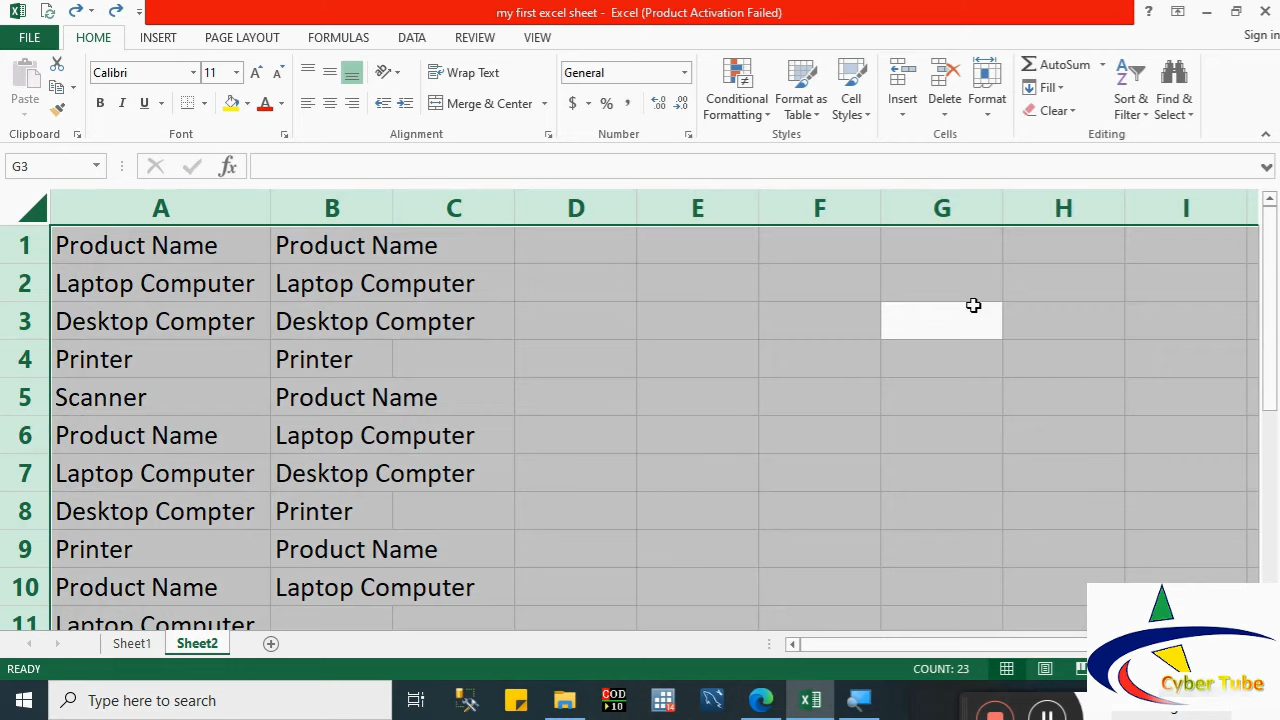 my first excel sheet - Excel (Product Activation Failed)
FILE HOME INSERT PAGE LAYOUT FORMULAS DATA REVIEW VIEW Sign in
Paste Calibri 11 Wrap Text General Conditional Formatting Format as Table Cell Styles Insert Delete Format AutoSum Sort & Filter Find & Select
B I U Merge & Center $ % , Fill
Clear
Clipboard Font Alignment Number Styles Cells Editing
G3 fx
A B C D E F G H I
1 Product Name Product Name
2 Laptop Computer Laptop Computer
3 Desktop Compter Desktop Compter
4 Printer Printer
5 Scanner Product Name
6 Product Name Laptop Computer
7 Laptop Computer Desktop Compter
8 Desktop Compter Printer
9 Printer Product Name
10 Product Name Laptop Computer
11 Laptop Computer
Sheet1 Sheet2
READY COUNT: 23
Type here to search
COD
+10
Cyber Tube